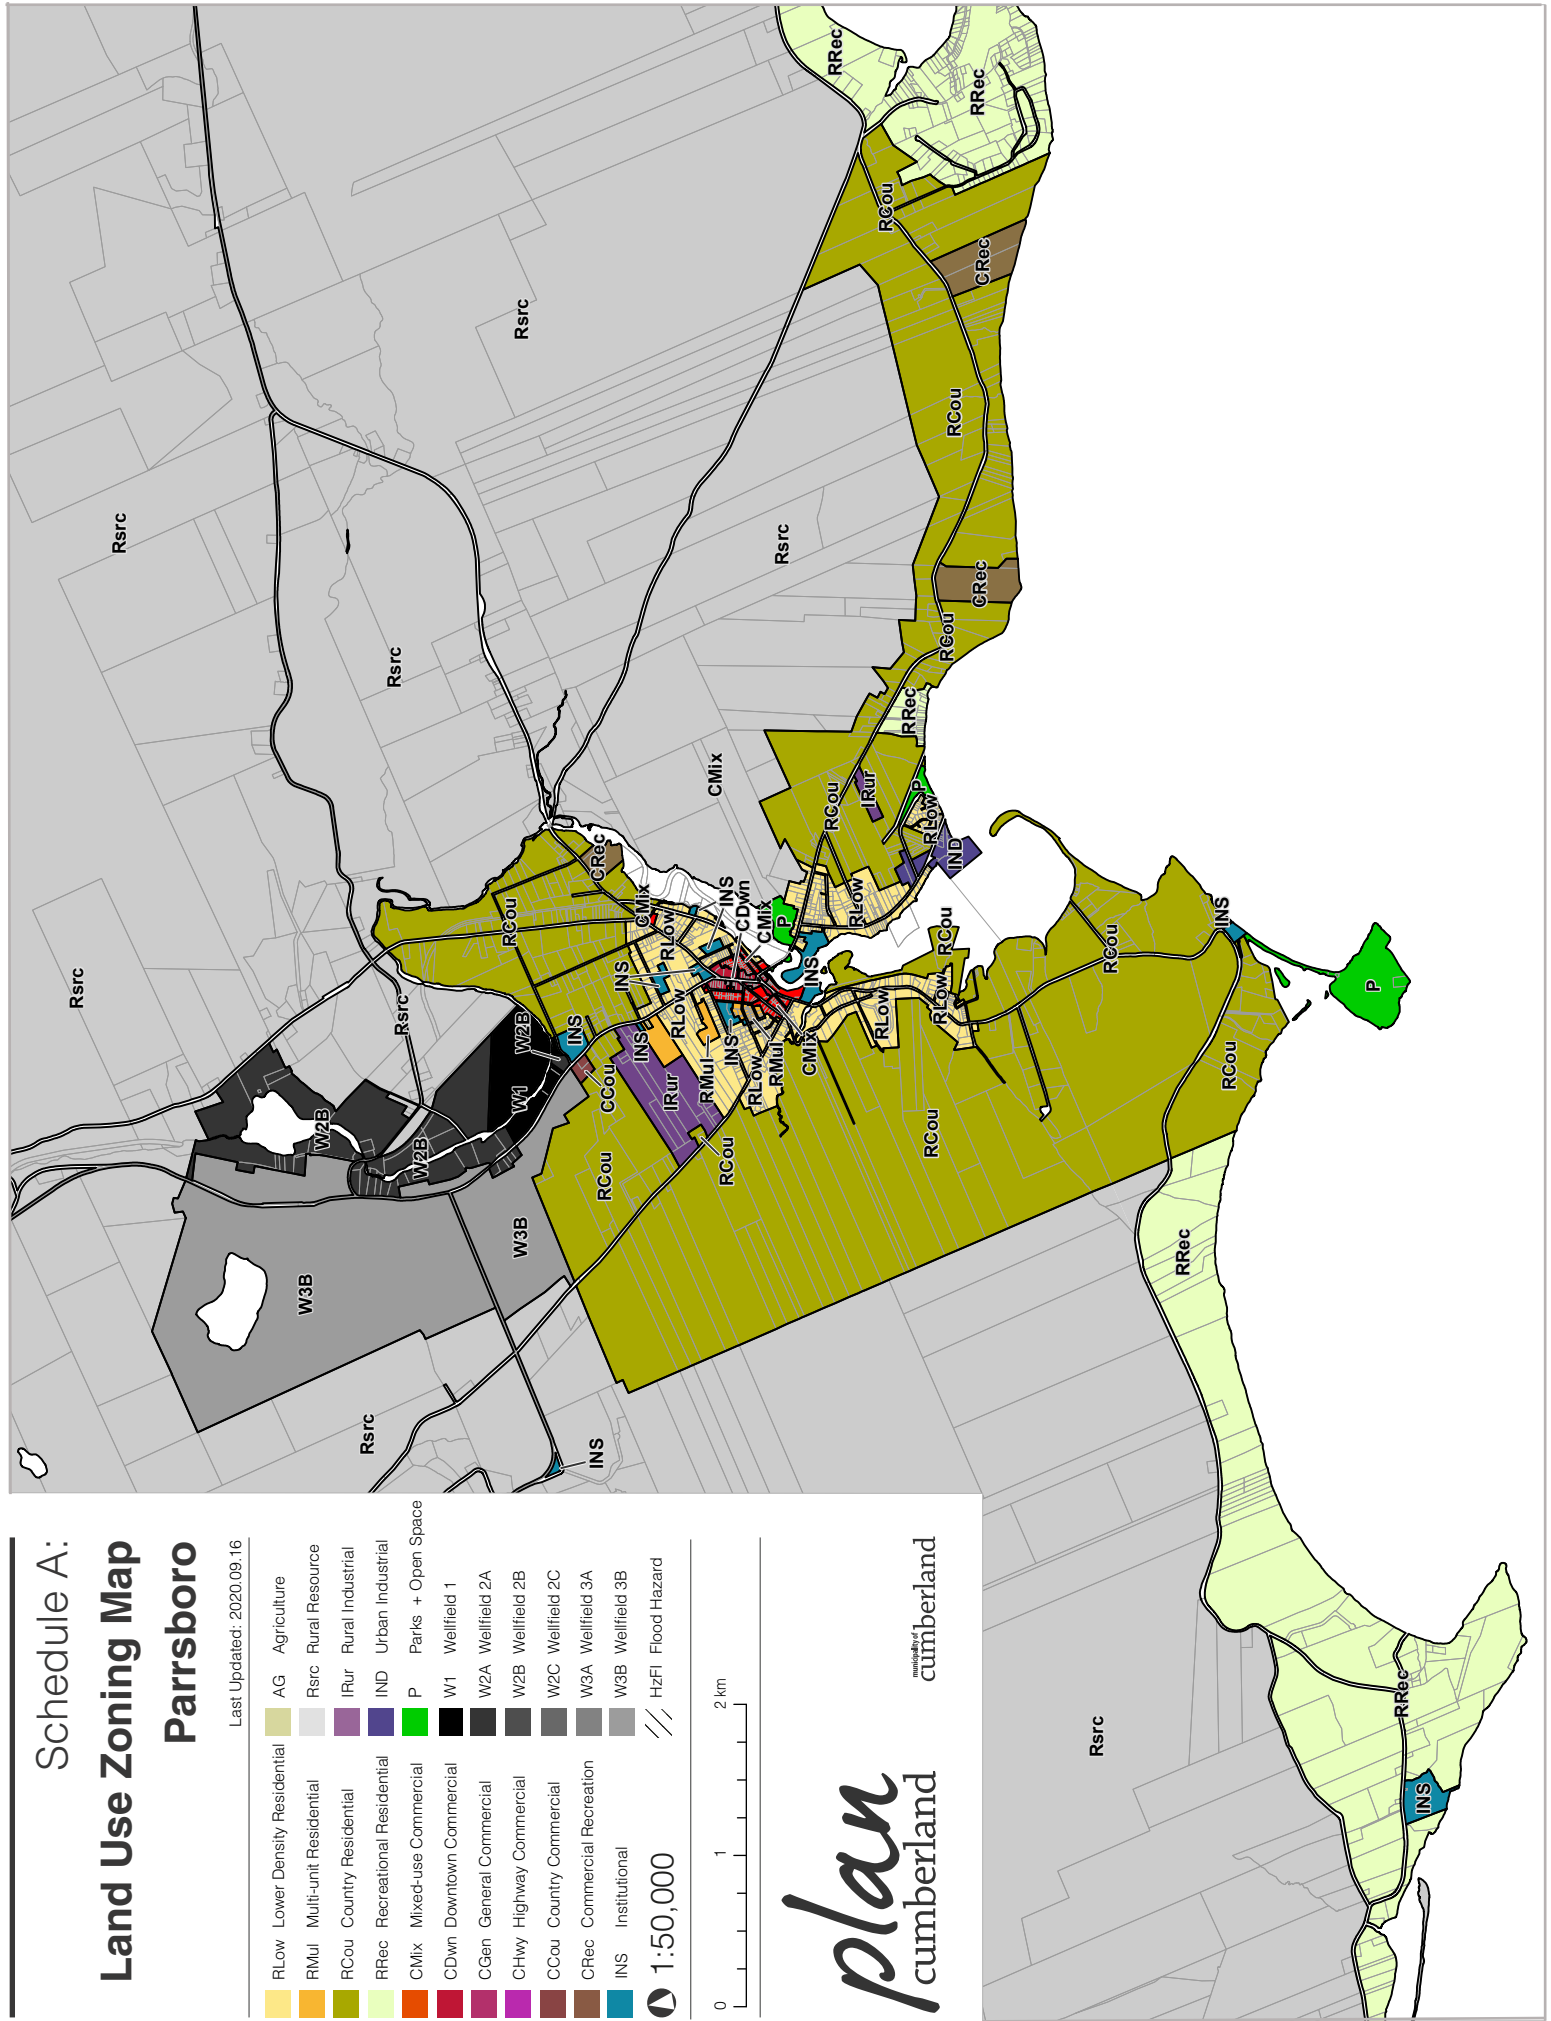 Schedule A:
Land Use Zoning Map
Parrsboro
Last Updated: 2020.09.16
RLow Lower Density Residential
RMul Multi-unit Residential
RCou Country Residential
RRec Recreational Residential
CMix Mixed-use Commercial
CDwn Downtown Commercial
CGen General Commercial
CHwy Highway Commercial
CCou Country Commercial
CRec Commercial Recreation
INS Institutional
AG Agriculture
Rsrc Rural Resource
IRur Rural Industrial
IND Urban Industrial
P Parks + Open Space
W1 Wellfield 1
W2A Wellfield 2A
W2B Wellfield 2B
W2C Wellfield 2C
W3A Wellfield 3A
W3B Wellfield 3B
HzFl Flood Hazard
1:50,000
0 1 2 km
plan
cumberland
municipality of
cumberland
Rsrc
Rsrc
Rsrc
Rsrc
Rsrc
Rsrc
Rsrc
Rsrc
W3B
W3B
W2B
W2B
W2B
W1
INS
INS
CCou
RCou
RCou
RCou
IRur
INS
RMul
RLow
INS
RLow
CMix
CRec
INS
CDwn
CMix
P
INS
INS
RLow
RMul
CMix
CMix
RLow
RLow
RLow
RCou
RCou
RCou
RCou
INS
P
RCou
IRur
P
RLow
IND
RRec
RCou
CRec
RCou
CRec
RCou
RRec
RRec
RRec
RRec
INS
Rsrc